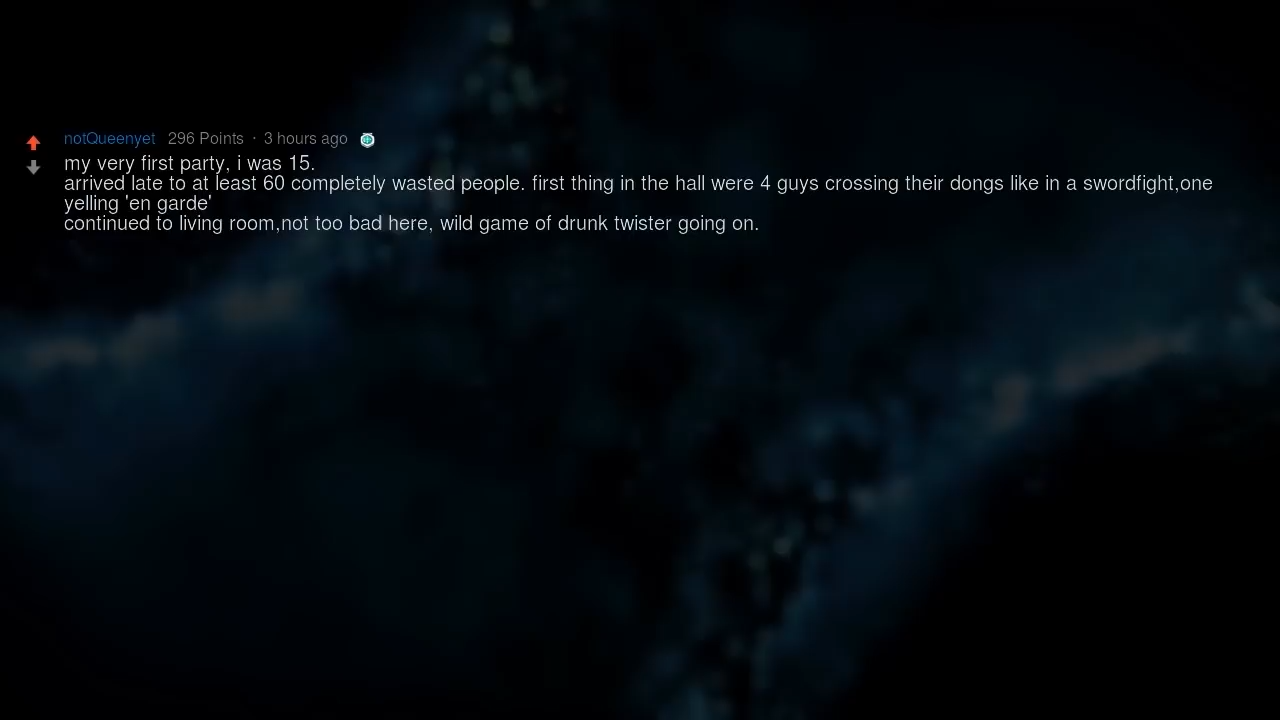 notQueenyet 296 Points · 3 hours ago
my very first party, i was 15.
arrived late to at least 60 completely wasted people. first thing in the hall were 4 guys crossing their dongs like in a swordfight,one
yelling 'en garde'
continued to living room,not too bad here, wild game of drunk twister going on.